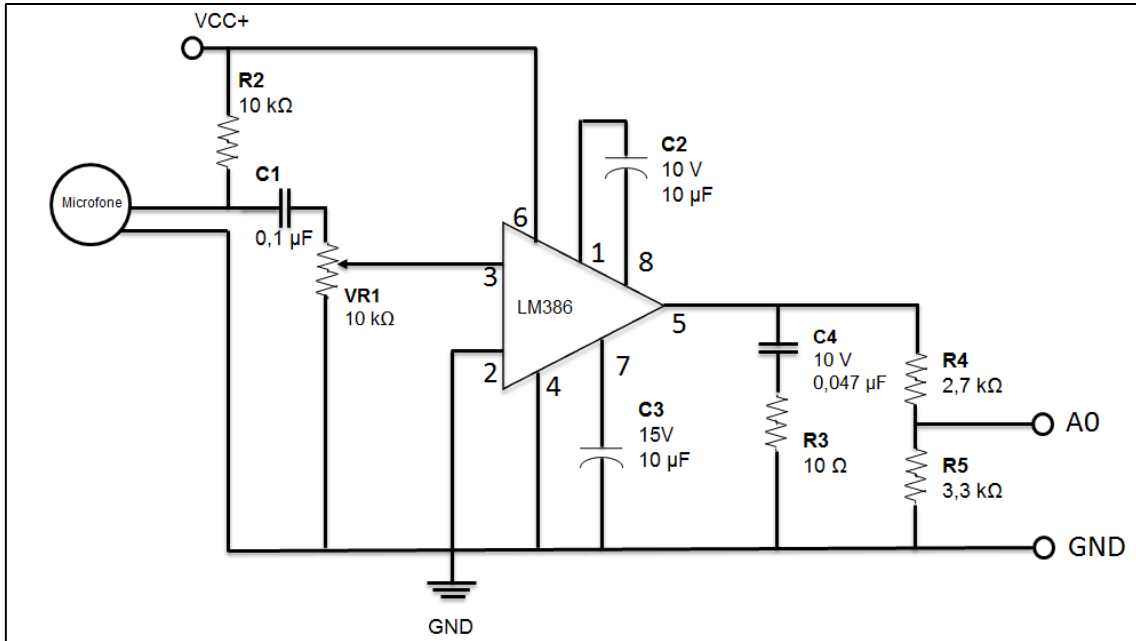 VCC+
R2
10 kΩ
Microfone
C1
0,1 µF
VR1
10 kΩ
6
3
2
4
LM386
1
8
7
5
C2
10 V
10 µF
C3
15V
10 µF
C4
10 V
0,047 µF
R3
10 Ω
R4
2,7 kΩ
A0
R5
3,3 kΩ
GND
GND